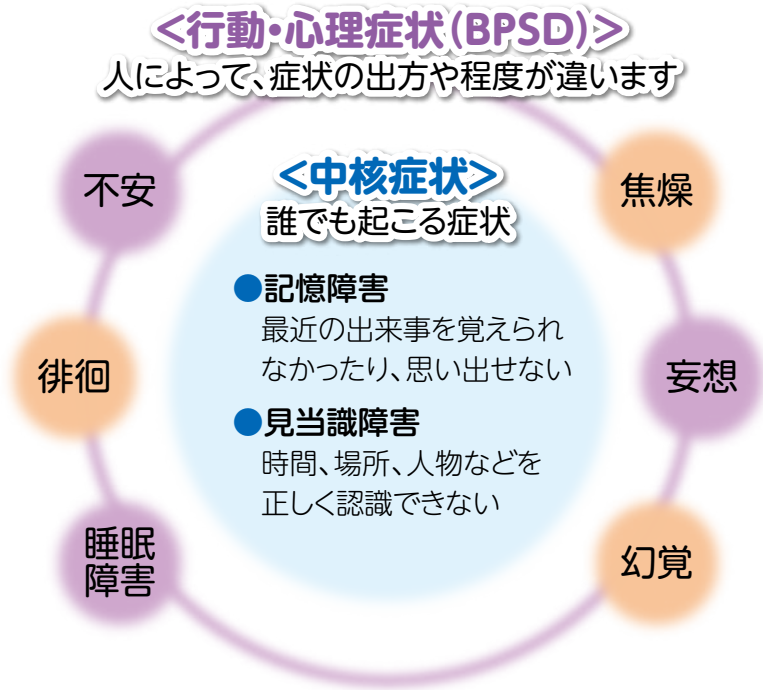 <行動・心理症状(BPSD)>
人によって、症状の出方や程度が違います
不安
焦燥
<中核症状>
誰でも起こる症状
●記憶障害
最近の出来事を覚えられ
なかったり、思い出せない
●見当識障害
時間、場所、人物などを
正しく認識できない
徘徊
妄想
睡眠
障害
幻覚